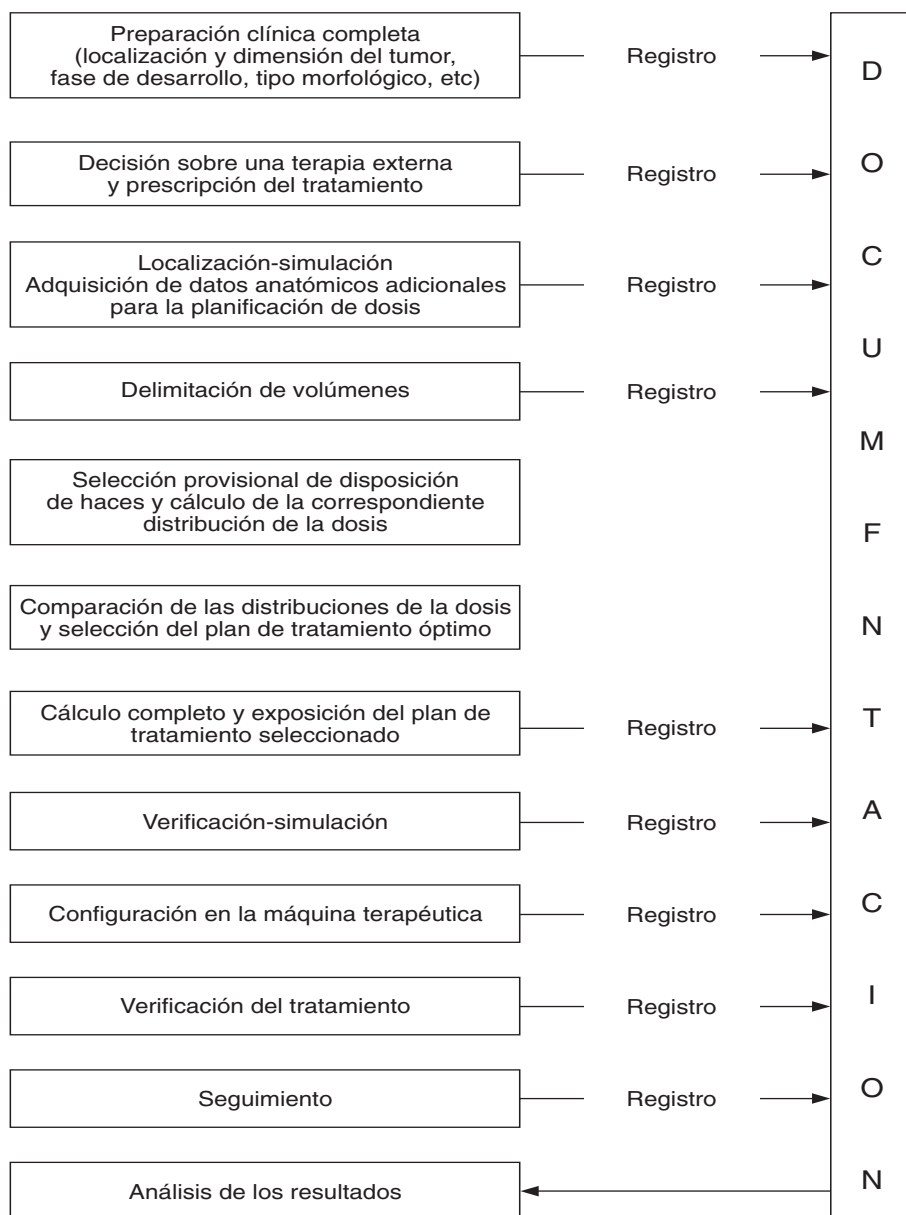 Preparación clínica completa
(localización y dimensión del tumor,
fase de desarrollo, tipo morfológico, etc)
Registro
Decisión sobre una terapia externa
y prescripción del tratamiento
Registro
Localización-simulación
Adquisición de datos anatómicos adicionales
para la planificación de dosis
Registro
Delimitación de volúmenes
Registro
Selección provisional de disposición
de haces y cálculo de la correspondiente
distribución de la dosis
Comparación de las distribuciones de la dosis
y selección del plan de tratamiento óptimo
Cálculo completo y exposición del plan de
tratamiento seleccionado
Registro
Verificación-simulación
Registro
Configuración en la máquina terapéutica
Registro
Verificación del tratamiento
Registro
Seguimiento
Registro
Análisis de los resultados
D
O
C
U
M
F
N
T
A
C
I
O
N